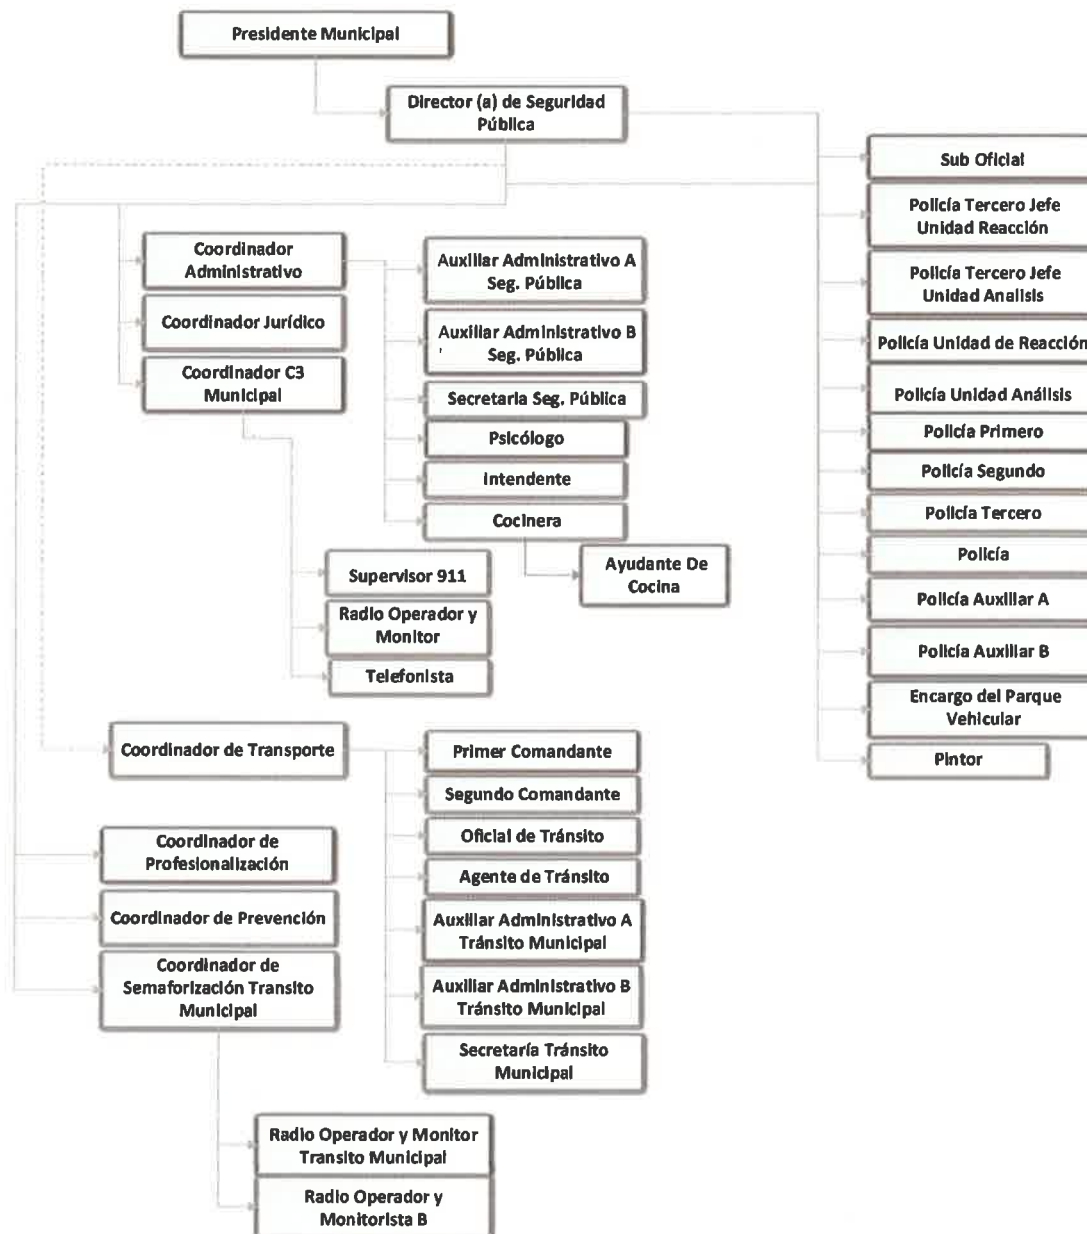 Presidente Municipal
Director (a) de Seguridad
Pública
Sub Oficial
Policía Tercero Jefe
Unidad Reacción
Policía Tercero Jefe
Unidad Analisis
Policía Unidad de Reacción
Policía Unidad Análisis
Policía Primero
Policía Segundo
Policía Tercero
Policía
Policía Auxiliar A
Policía Auxiliar B
Encargo del Parque
Vehicular
Pintor
Coordinador
Administrativo
Coordinador Jurídico
Coordinador C3
Municipal
Auxiliar Administrativo A
Seg. Pública
Auxiliar Administrativo B
Seg. Pública
Secretaria Seg. Pública
Psicólogo
Intendente
Cocinera
Ayudante De
Cocina
Supervisor 911
Radio Operador y
Monitor
Telefonista
Coordinador de Transporte
Primer Comandante
Segundo Comandante
Oficial de Tránsito
Agente de Tránsito
Auxiliar Administrativo A
Tránsito Municipal
Auxiliar Administrativo B
Tránsito Municipal
Secretaría Tránsito
Municipal
Coordinador de
Profesionalización
Coordinador de Prevención
Coordinador de
Semaforización Transito
Municipal
Radio Operador y Monitor
Transito Municipal
Radio Operador y
Monitorista B